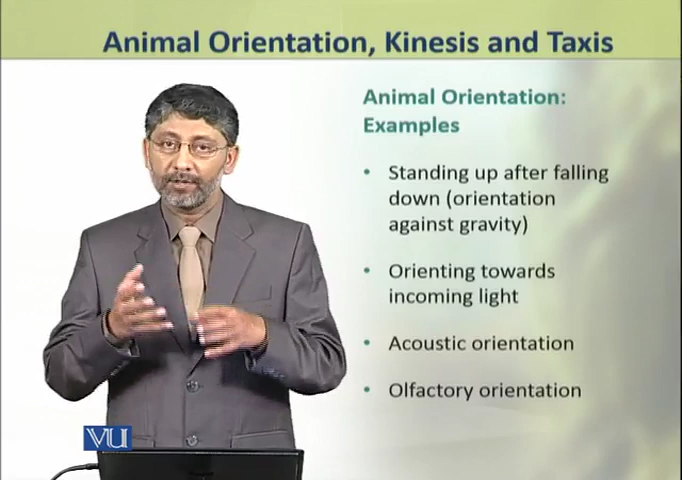 Animal Orientation, Kinesis and Taxis
Animal Orientation:
Examples
• Standing up after falling
down (orientation
against gravity)
• Orienting towards
incoming light
• Acoustic orientation
• Olfactory orientation
VU